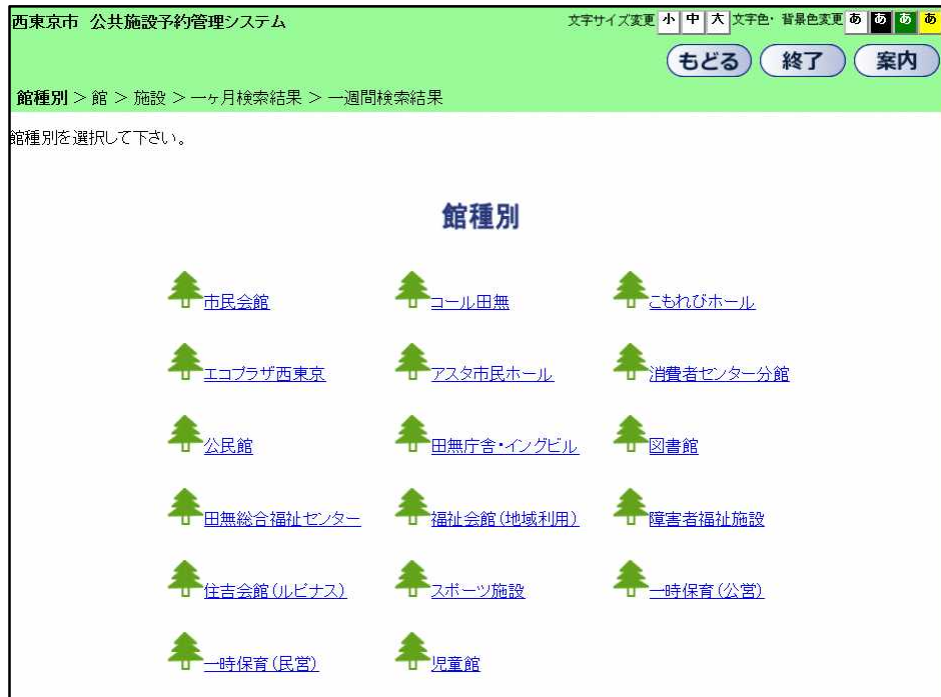 西東京市 公共施設予約管理システム
文字サイズ変更 小 中 大 文字色・背景色変更 あ あ あ あ
もどる 終了 案内
館種別 > 館 > 施設 > 一ヶ月検索結果 > 一週間検索結果
館種別を選択して下さい。
館種別
市民会館 コール田無 こもれびホール
エコプラザ西東京 アスタ市民ホール 消費者センター分館
公民館 田無庁舎・イングビル 図書館
田無総合福祉センター 福祉会館(地域利用) 障害者福祉施設
住吉会館(ルピナス) スポーツ施設 一時保育(公営)
一時保育(民営) 児童館